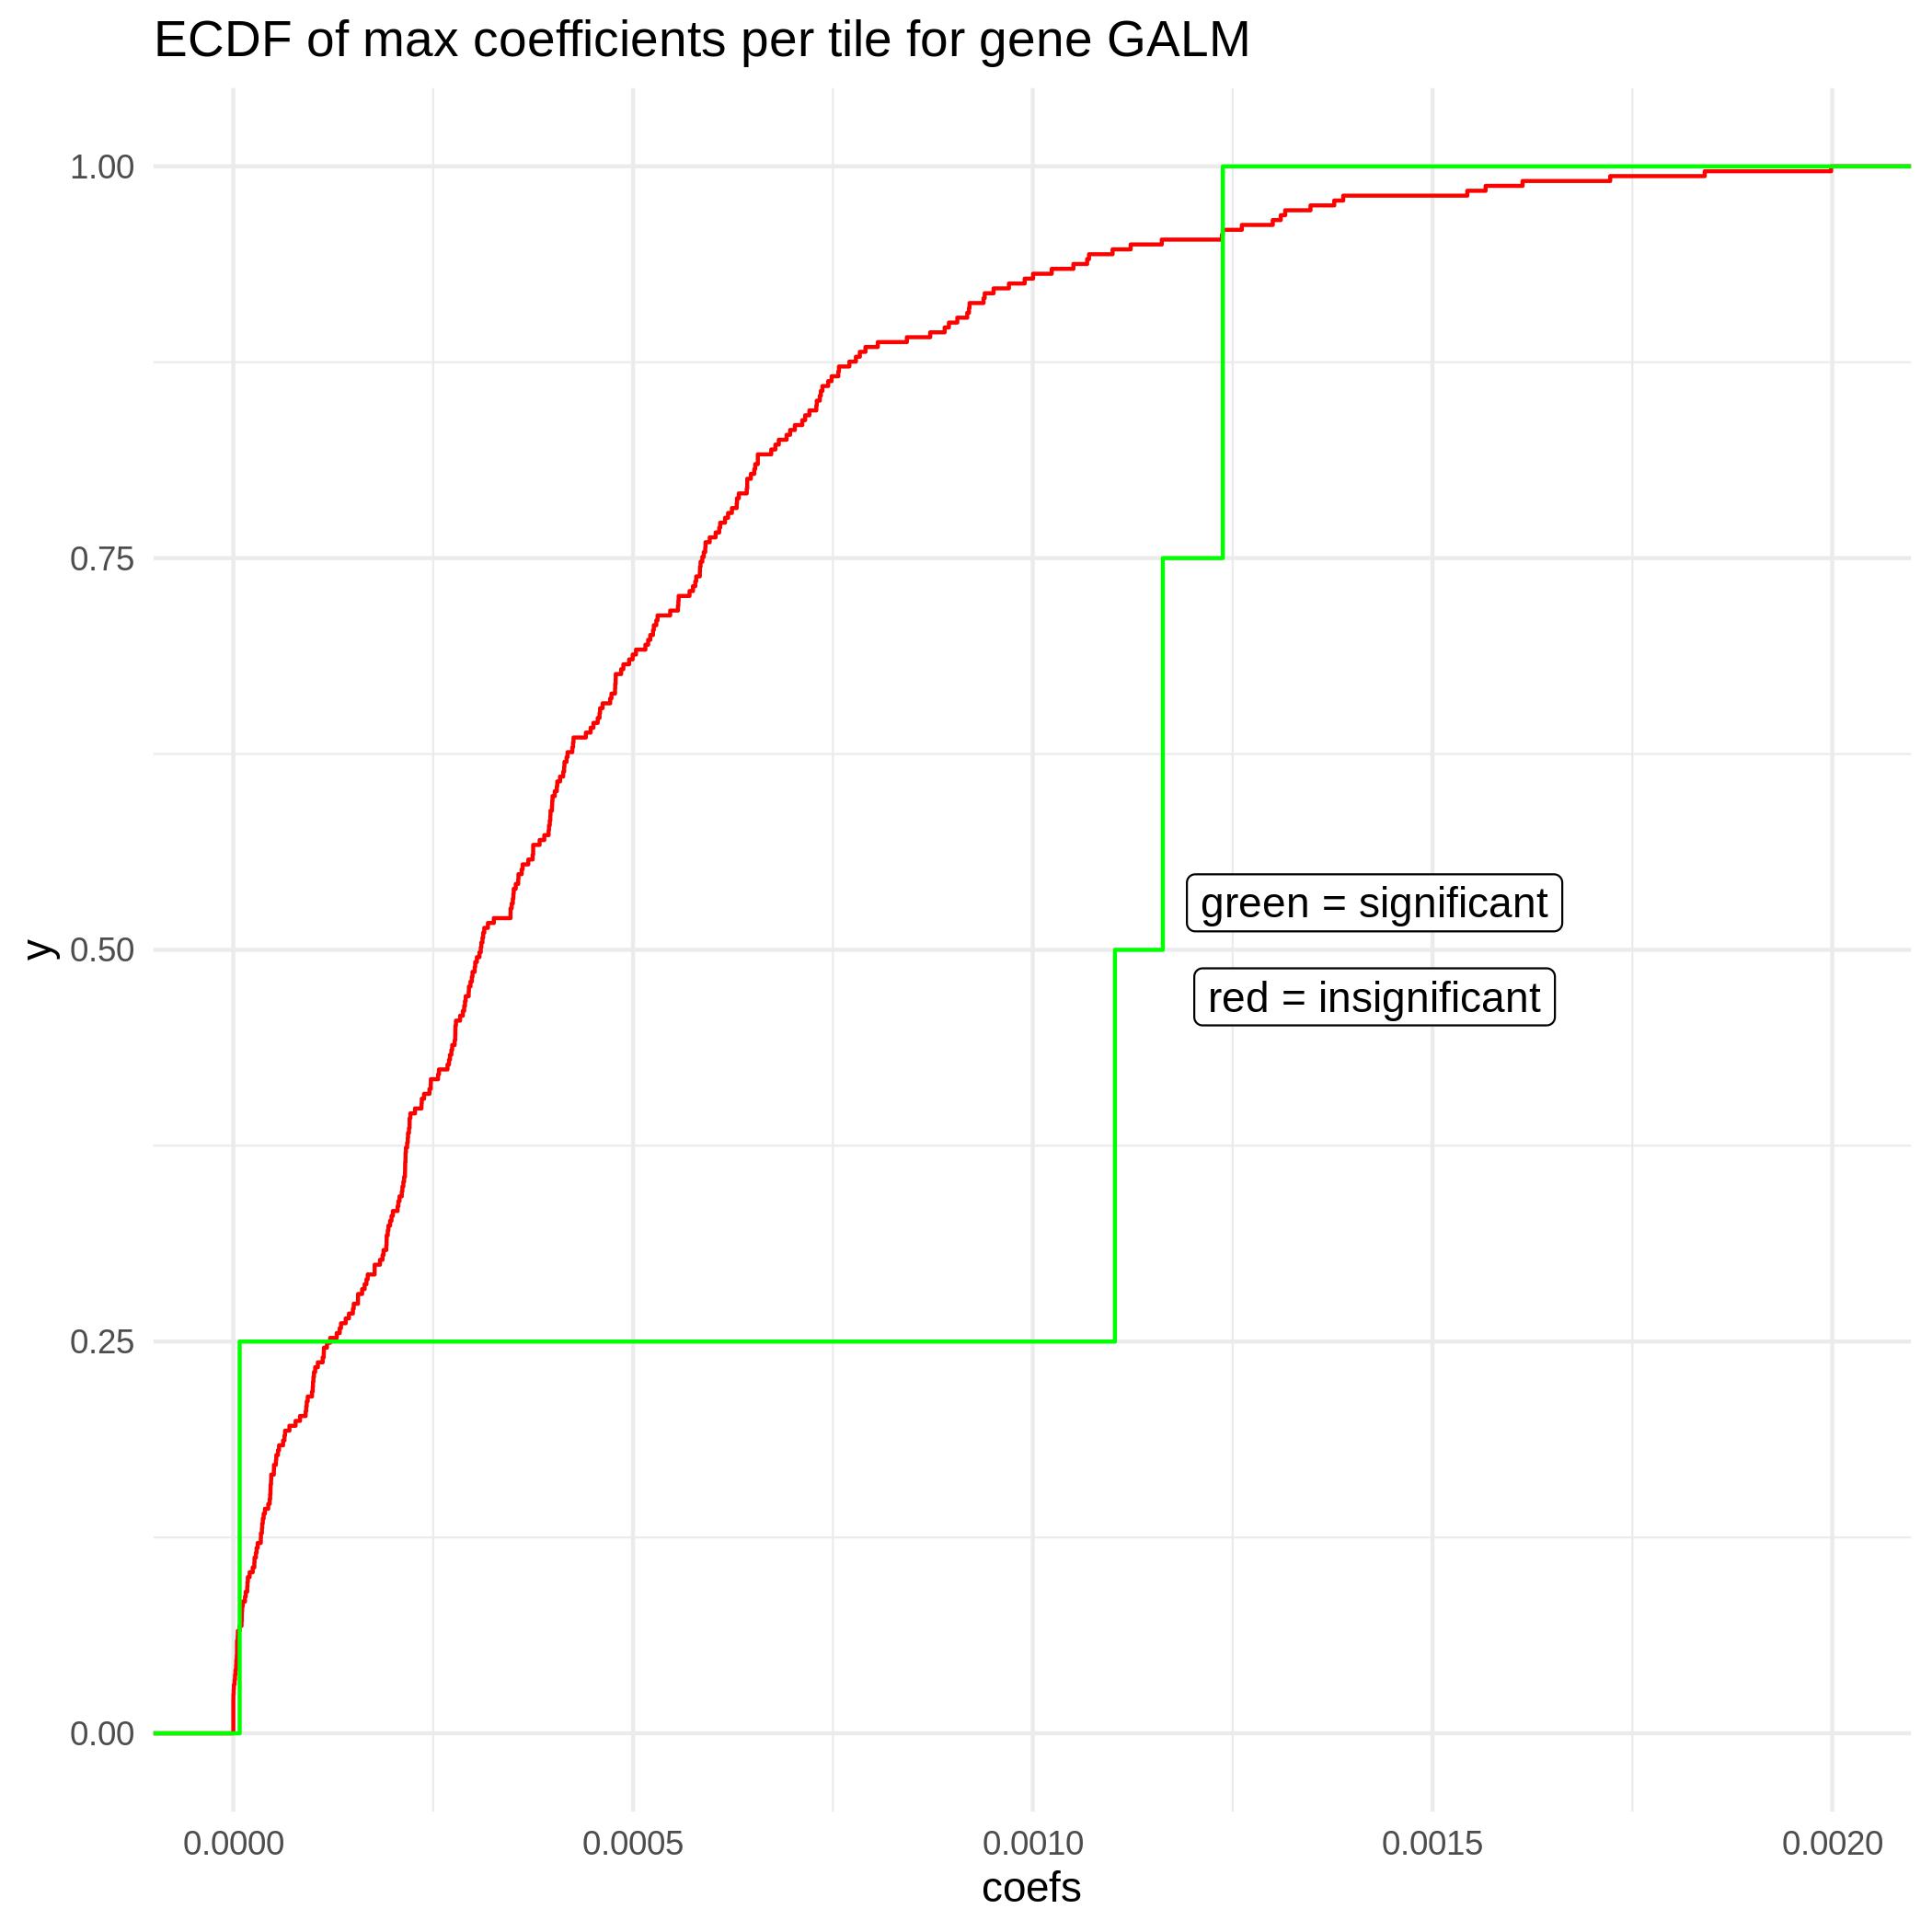 ECDF of max coefficients per tile for gene GALM
1.00
0.75
0.50
0.25
0.00
y
green = significant
red = insignificant
0.0000
0.0005
0.0010
0.0015
0.0020
coefs